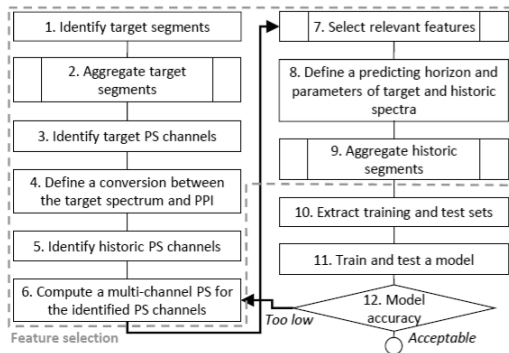 1. Identify target segments
2. Aggregate target
segments
3. Identify target PS channels
4. Define a conversion between
the target spectrum and PPI
5. Identify historic PS channels
6. Compute a multi-channel PS for
the identified PS channels
Feature selection
7. Select relevant features
8. Define a predicting horizon and
parameters of target and historic
spectra
9. Aggregate historic
segments
10. Extract training and test sets
11. Train and test a model
12. Model
accuracy
Too low
Acceptable